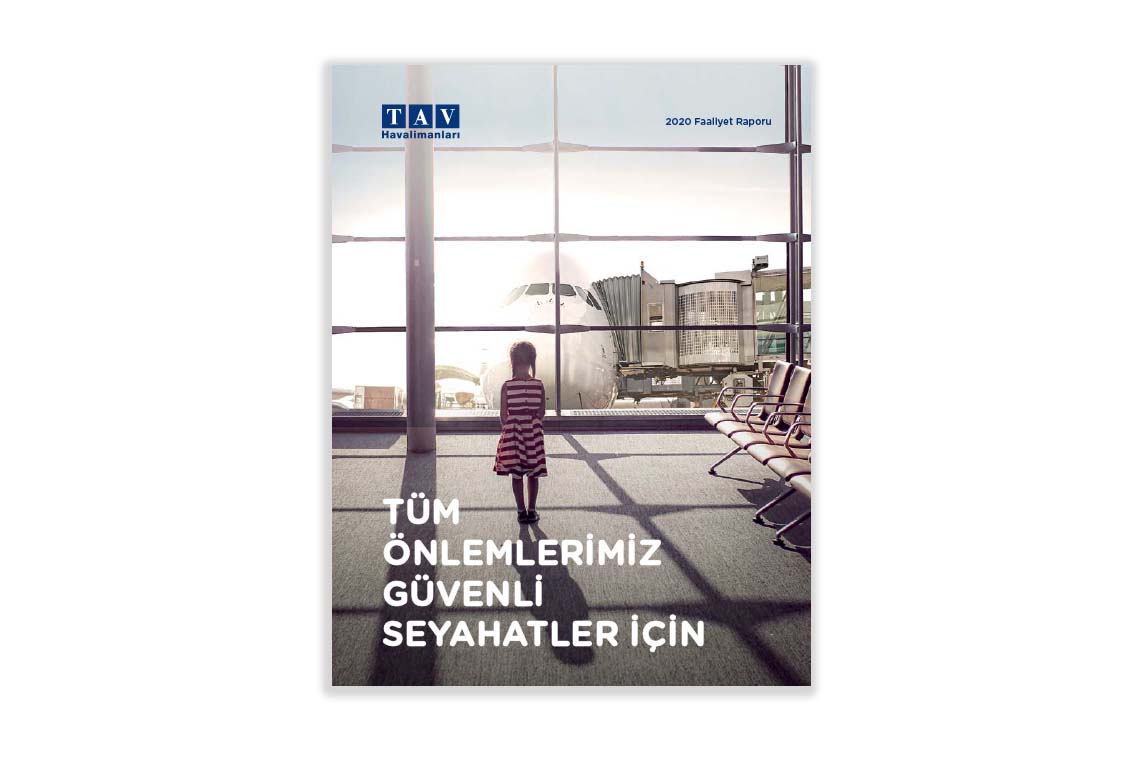 TAV
Havalimanları
2020 Faaliyet Raporu
TÜM
ÖNLEMLERİMİZ
GÜVENLİ
SEYAHATLER İÇİN